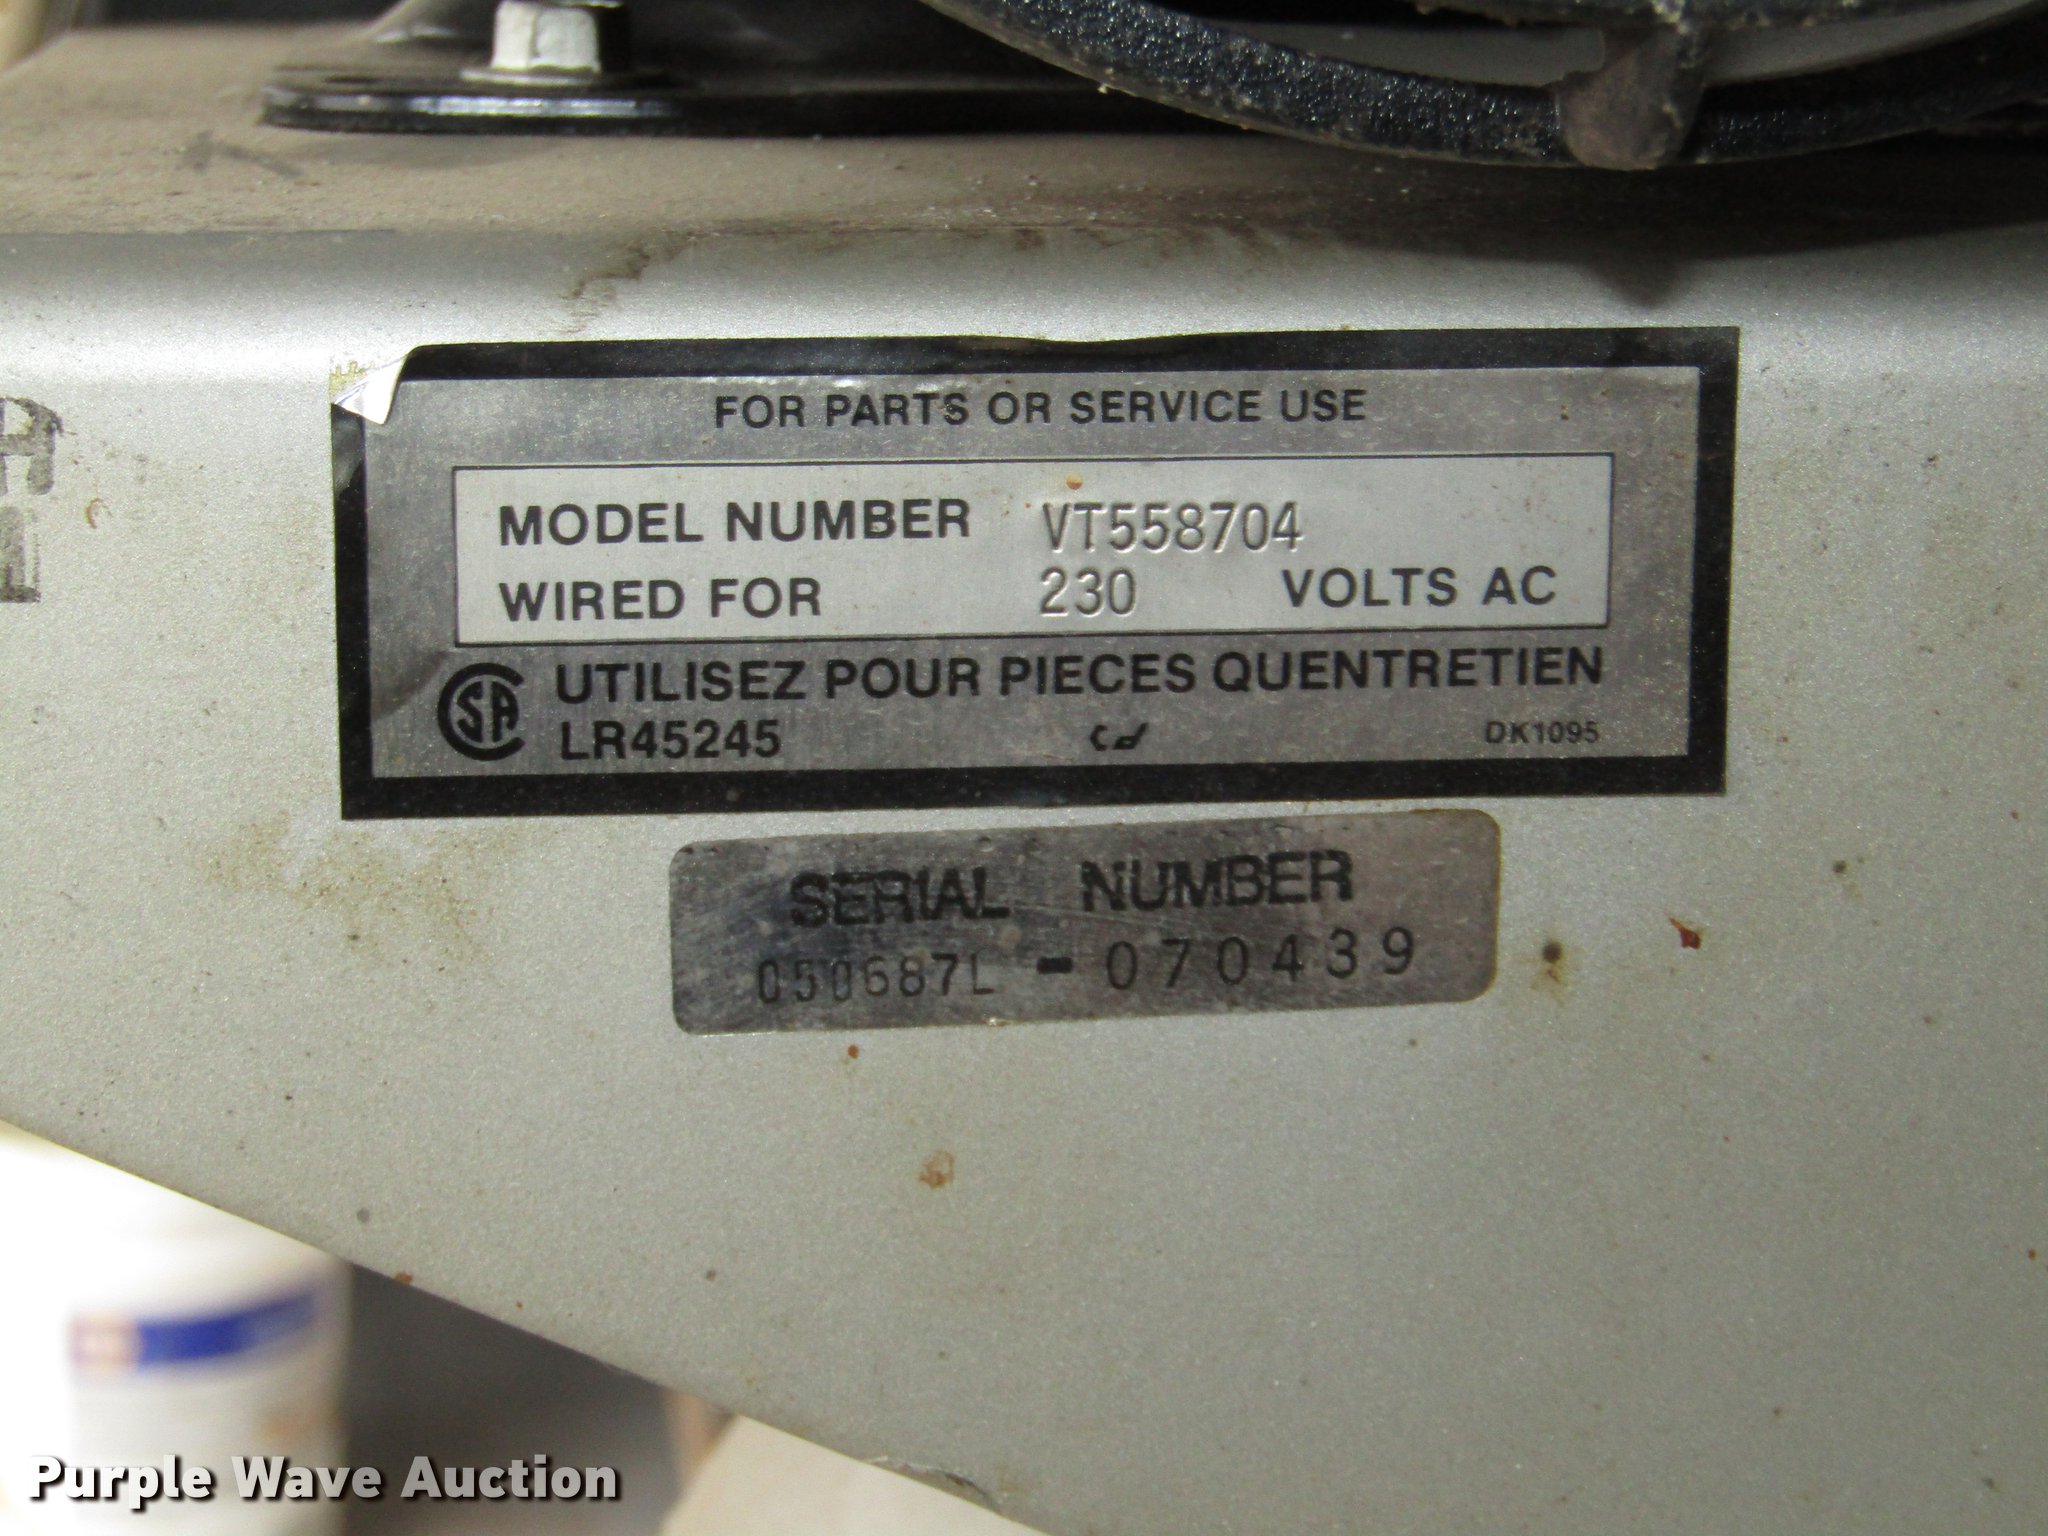 FOR PARTS OR SERVICE USE
MODEL NUMBER VT558704
WIRED FOR 230 VOLTS AC
UTILISEZ POUR PIECES QUENTRETIEN
LR45245 DK1095
SERIAL NUMBER
050687L - 070439
Purple Wave Auction